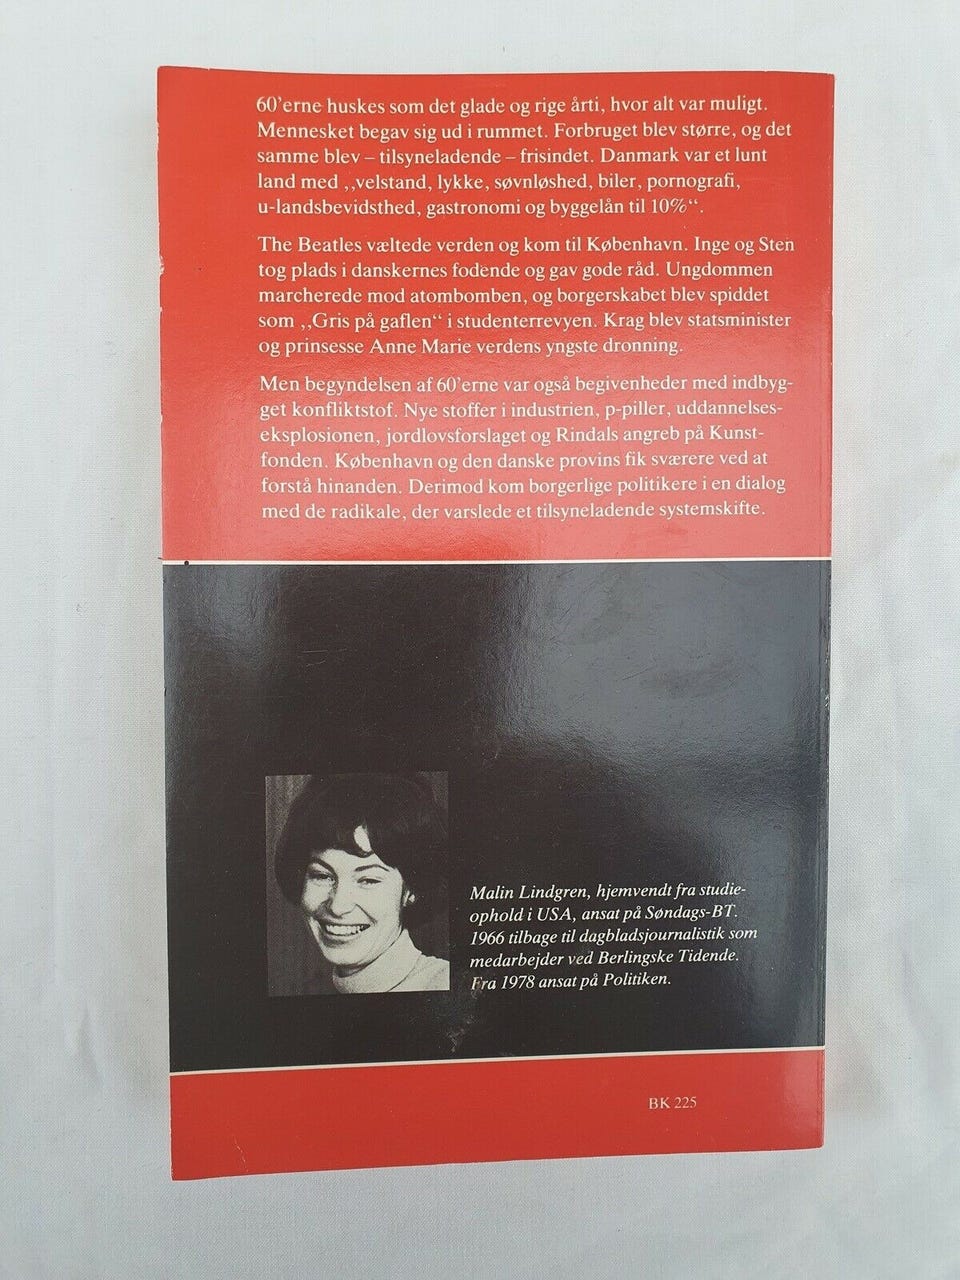 60’erne huskes som det glade og rige årti, hvor alt var muligt.
Mennesket begav sig ud i rummet. Forbruget blev større, og det
samme blev – tilsyneladende – frisindet. Danmark var et lunt
land med ,,velstand, lykke, søvnløshed, biler, pornografi,
u-landsbevidsthed, gastronomi og byggelån til 10%“.
The Beatles væltede verden og kom til København. Inge og Sten
tog plads i danskernes fodende og gav gode råd. Ungdommen
marcherede mod atombomben, og borgerskabet blev spiddet
som ,,Gris på gaflen“ i studenterrevyen. Krag blev statsminister
og prinsesse Anne Marie verdens yngste dronning.
Men begyndelsen af 60’erne var også begivenheder med indbyg-
get konfliktstof. Nye stoffer i industrien, p-piller, uddannelses-
eksplosionen, jordlovsforslaget og Rindals angreb på Kunst-
fonden. København og den danske provins fik sværere ved at
forstå hinanden. Derimod kom borgerlige politikere i en dialog
med de radikale, der varslede et tilsyneladende systemskifte.
Malin Lindgren, hjemvendt fra studie-
ophold i USA, ansat på Søndags-BT.
1966 tilbage til dagbladsjournalistik som
medarbejder ved Berlingske Tidende.
Fra 1978 ansat på Politiken.
BK 225